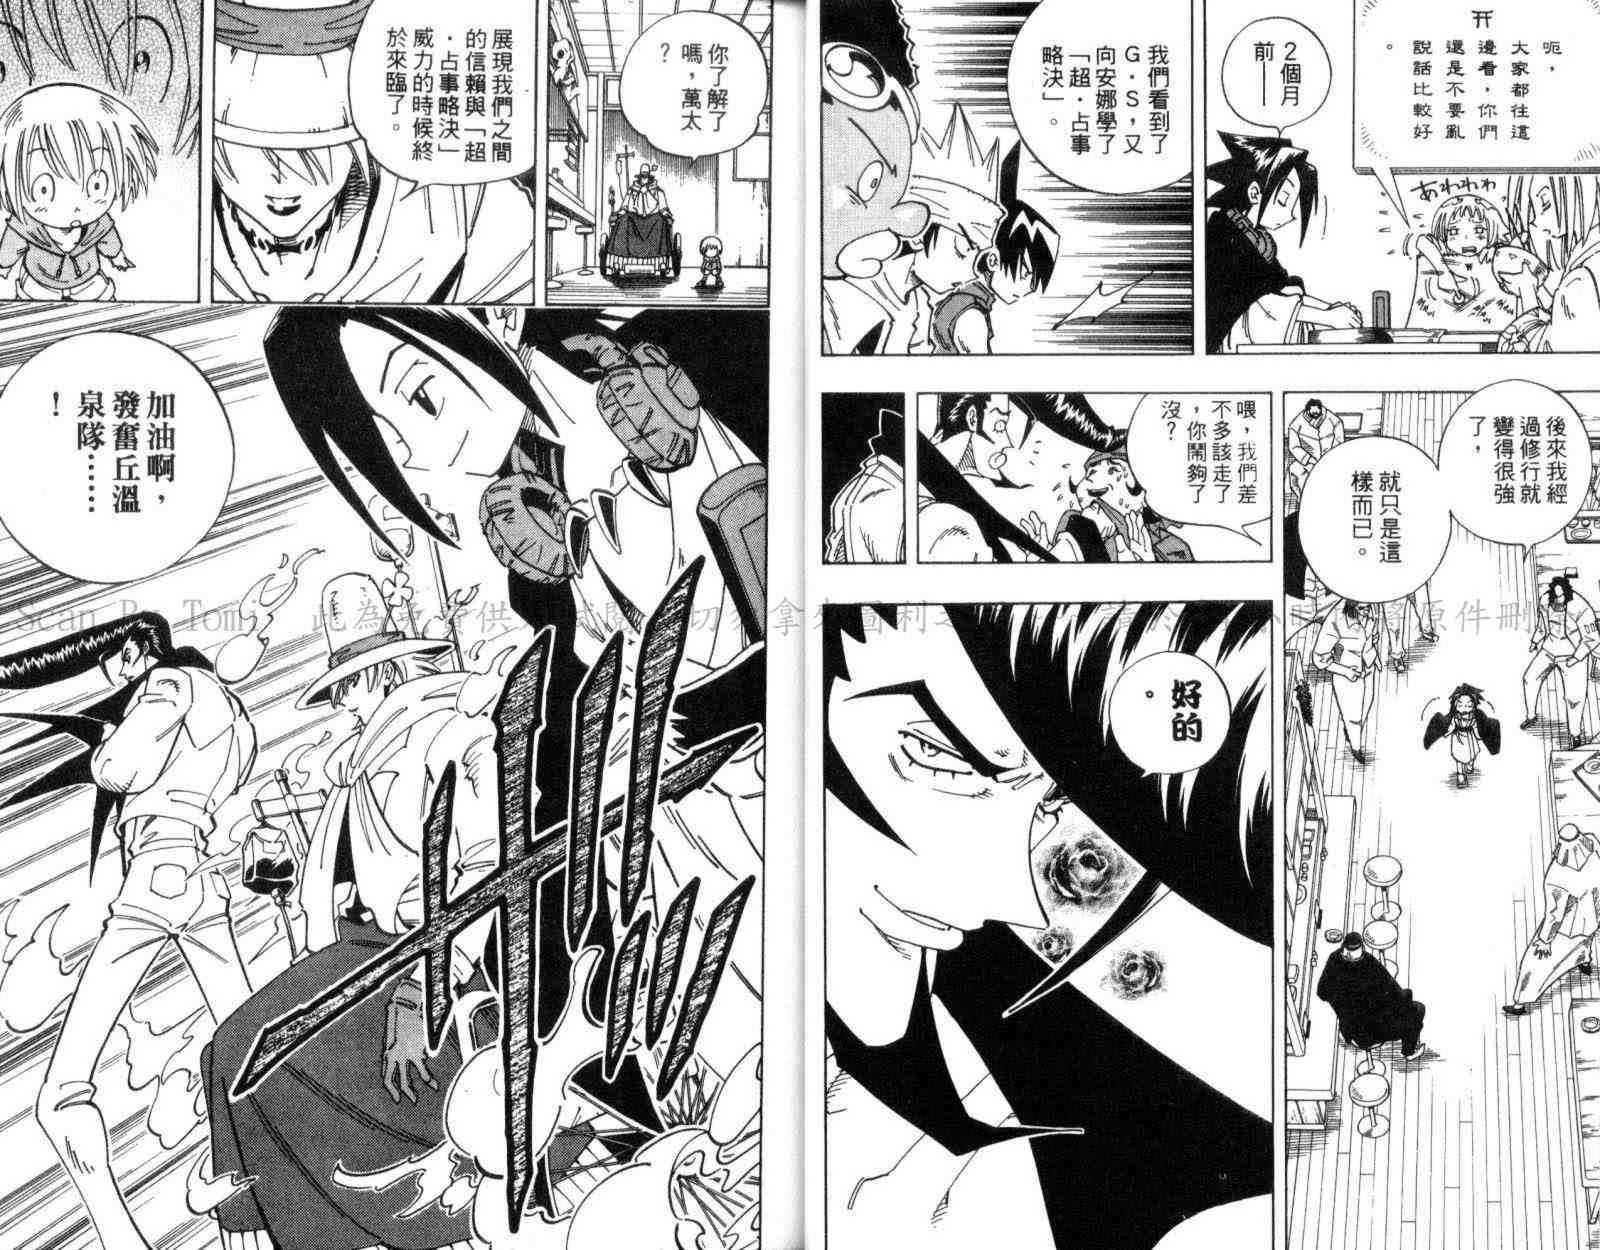 呃，
大家都往這
邊看，你們
還是不要亂
說話比較好
。
あわわわ
2個月
前——
我們看到了
G·S，又
向安娜學了
「超·占事
略決」。
後來我經
過修行就
變得很強
了，
就只是這
樣而已。
喂，我們差
不多該走了
，你鬧夠了
沒？
好的
。
你了解了
嗎，萬太
？
展現我們之間
的信賴與「超
·占事略決」
威力的時候終
於來臨了。
加油啊，
發奮丘溫
泉隊……
！
Scan By Tomi